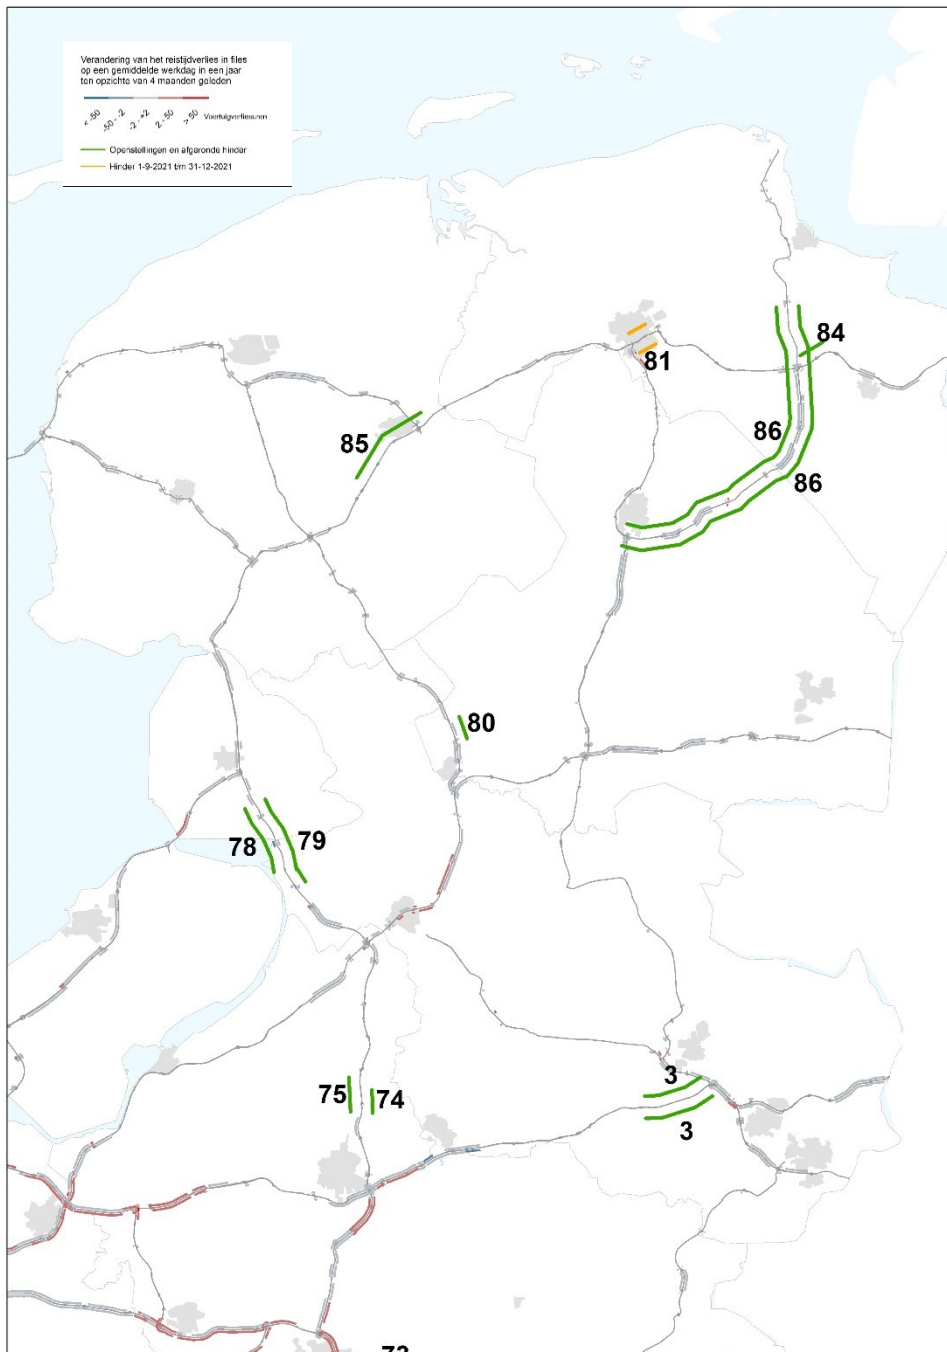 Verandering van het reistijdverlies in files
op een gemiddelde werkdag in een jaar
ten opzichte van 4 maanden geleden
< -50 -50 - -2 -2 - +2 2 - 50 > 50 Voertuigverliesuren
Openstellingen en afgeronde hinder
Hinder 1-9-2021 t/m 31-12-2021
84
81
86
85
86
80
79
78
75
74
3
3
73